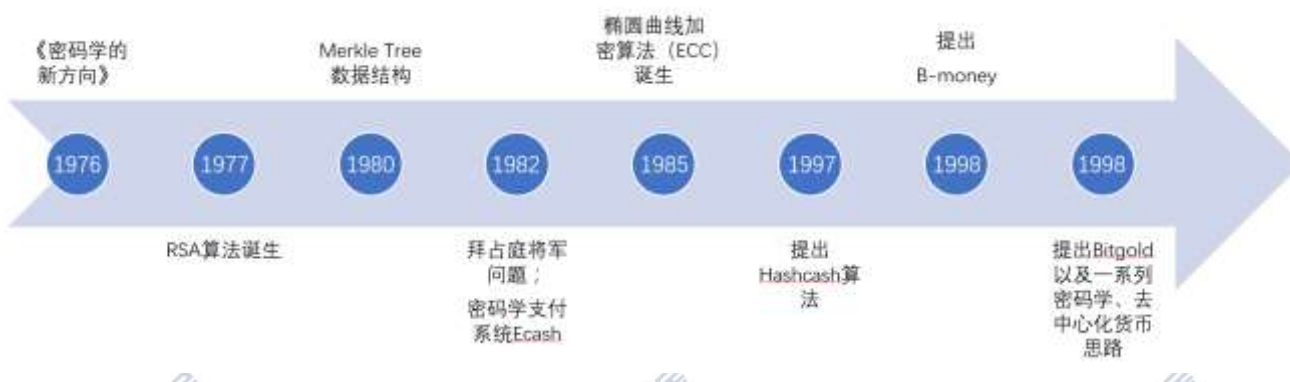 《密码学的
新方向》
Merkle Tree
数据结构
椭圆曲线加
密算法（ECC）
诞生
提出
B-money
1976
1977
1980
1982
1985
1997
1998
1998
RSA算法诞生
拜占庭将军
问题；
密码学支付
系统Ecash
提出
Hashcash算
法
提出Bitgold
以及一系列
密码学、去
中心化货币
思路